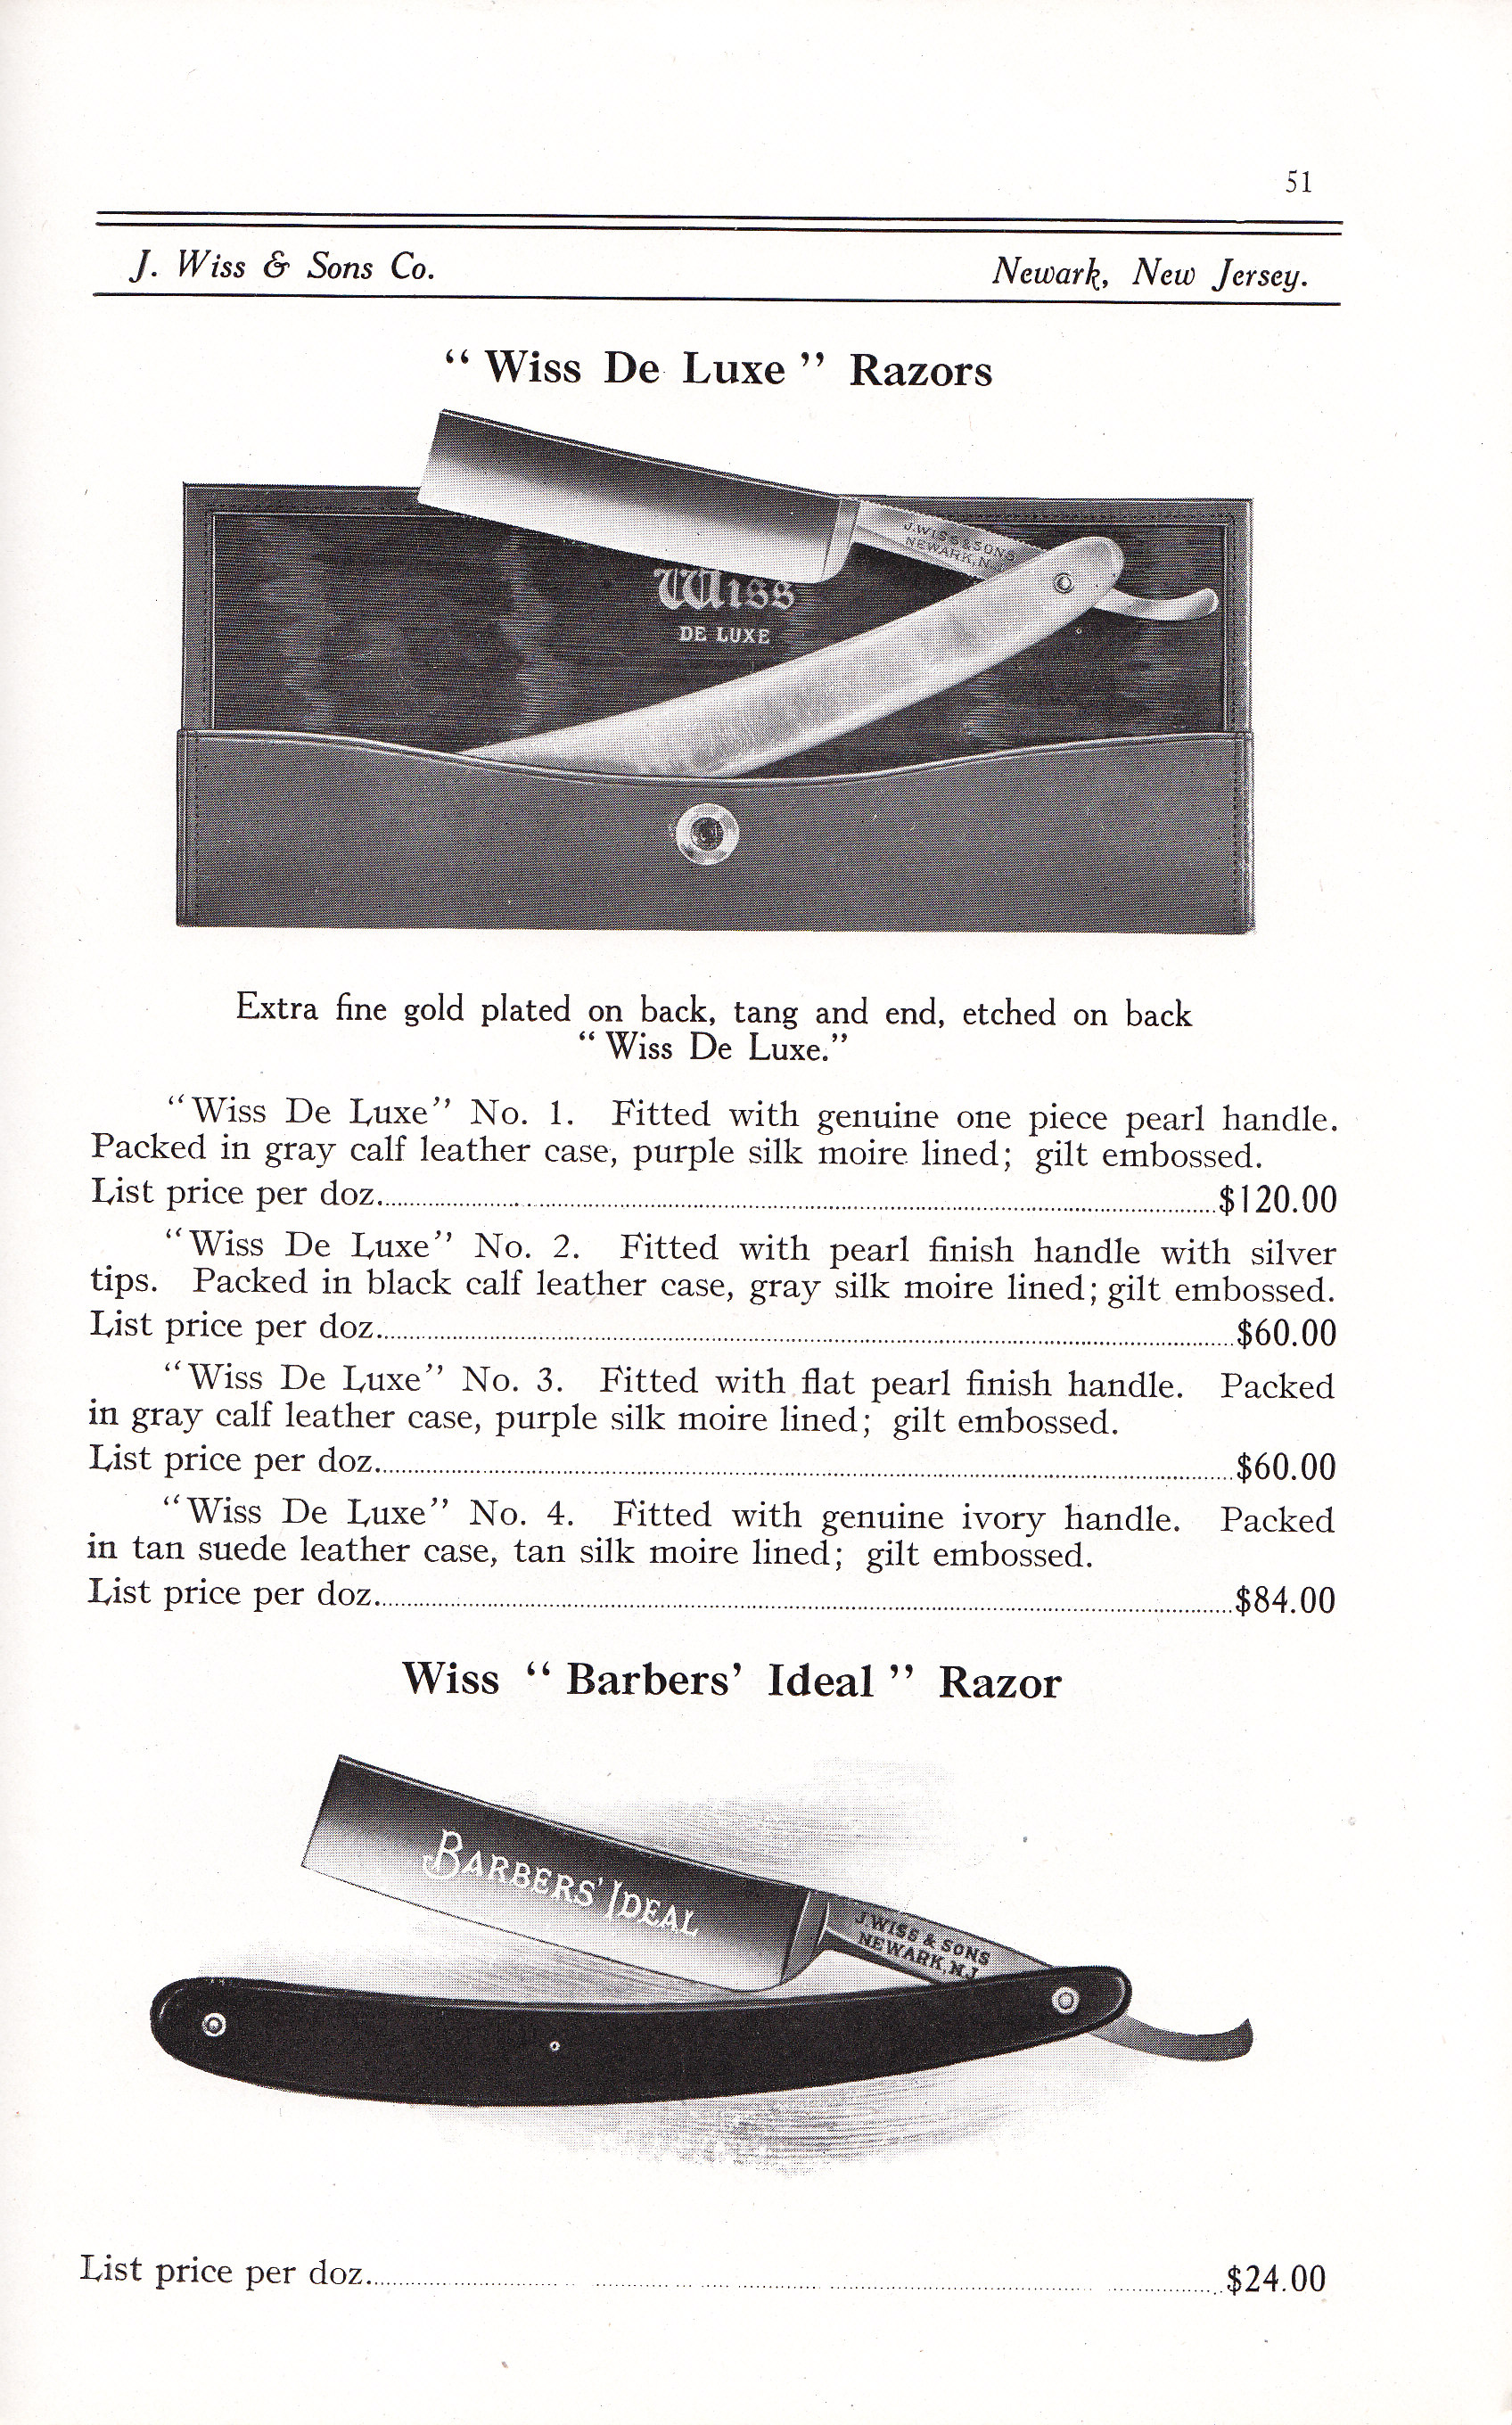 51
J. Wiss & Sons Co. Newark, New Jersey.
“ Wiss De Luxe ” Razors
J. WISS & SONS
NEWARK, N.
Wiss
DE LUXE
Extra fine gold plated on back, tang and end, etched on back
“ Wiss De Luxe.”
“Wiss De Luxe” No. 1. Fitted with genuine one piece pearl handle.
Packed in gray calf leather case, purple silk moire lined; gilt embossed.
List price per doz. $120.00
“Wiss De Luxe” No. 2. Fitted with pearl finish handle with silver
tips. Packed in black calf leather case, gray silk moire lined; gilt embossed.
List price per doz. $60.00
“Wiss De Luxe” No. 3. Fitted with flat pearl finish handle. Packed
in gray calf leather case, purple silk moire lined; gilt embossed.
List price per doz. $60.00
“Wiss De Luxe” No. 4. Fitted with genuine ivory handle. Packed
in tan suede leather case, tan silk moire lined; gilt embossed.
List price per doz. $84.00
Wiss “ Barbers’ Ideal ” Razor
BARBERS’ IDEAL
J. WISS & SONS
NEWARK, N.J.
List price per doz. $24.00